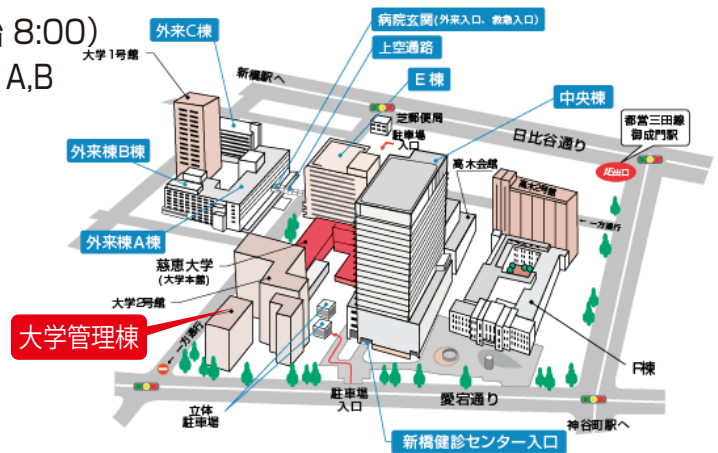 8:00)
A,B
外来C棟
大学1号館
病院玄関(外来入口、救急入口)
上空通路
E棟
新橋駅へ
芝郵便局
駐車場
入口
中央棟
日比谷通り
都営三田線
御成門駅
A5出口
外来棟B棟
高木会館
高木2号館
←一方通行
外来棟A棟
慈恵大学
(大学本館)
大学2号館
大学管理棟
←一方通行
F棟
立体
駐車場
駐車場
入口
愛宕通り
神谷町駅へ
新橋健診センター入口